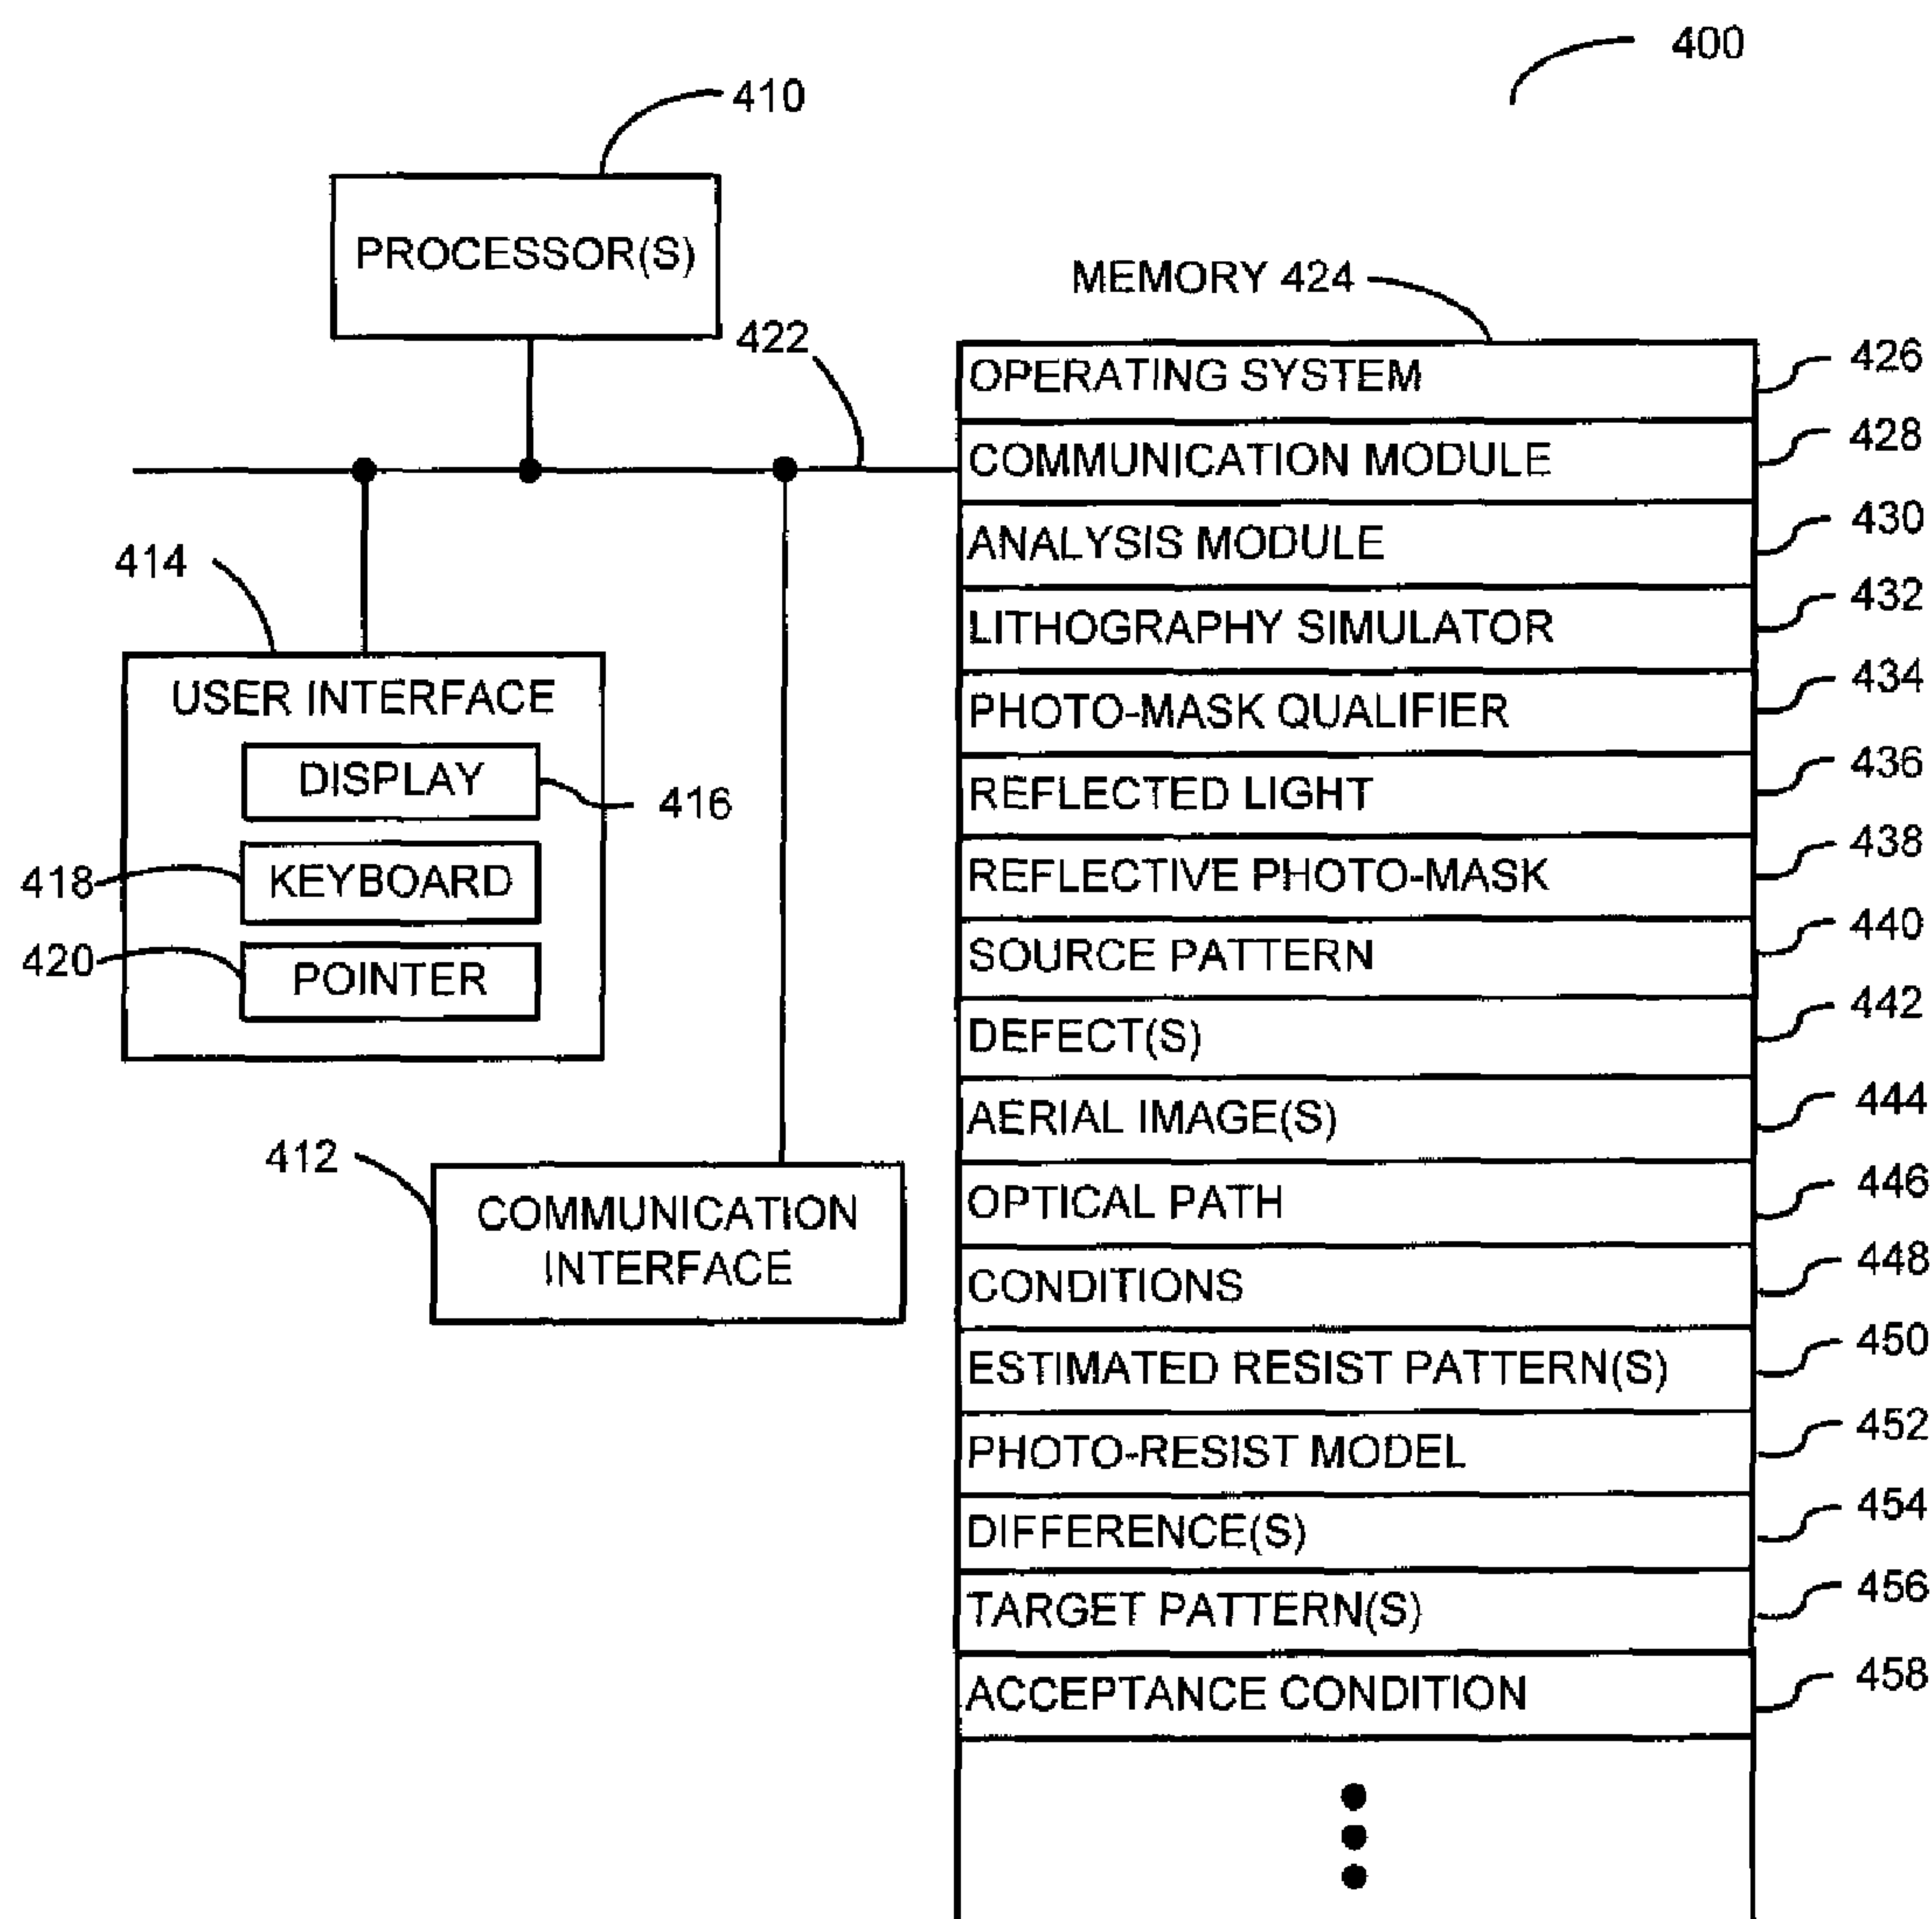 400
410
PROCESSOR(S)
422
MEMORY 424
OPERATING SYSTEM 426
COMMUNICATION MODULE 428
ANALYSIS MODULE 430
LITHOGRAPHY SIMULATOR 432
PHOTO-MASK QUALIFIER 434
REFLECTED LIGHT 436
REFLECTIVE PHOTO-MASK 438
SOURCE PATTERN 440
DEFECT(S) 442
AERIAL IMAGE(S) 444
OPTICAL PATH 446
CONDITIONS 448
ESTIMATED RESIST PATTERN(S) 450
PHOTO-RESIST MODEL 452
DIFFERENCE(S) 454
TARGET PATTERN(S) 456
ACCEPTANCE CONDITION 458
414
USER INTERFACE
DISPLAY 416
418 KEYBOARD
420 POINTER
412
COMMUNICATION
INTERFACE